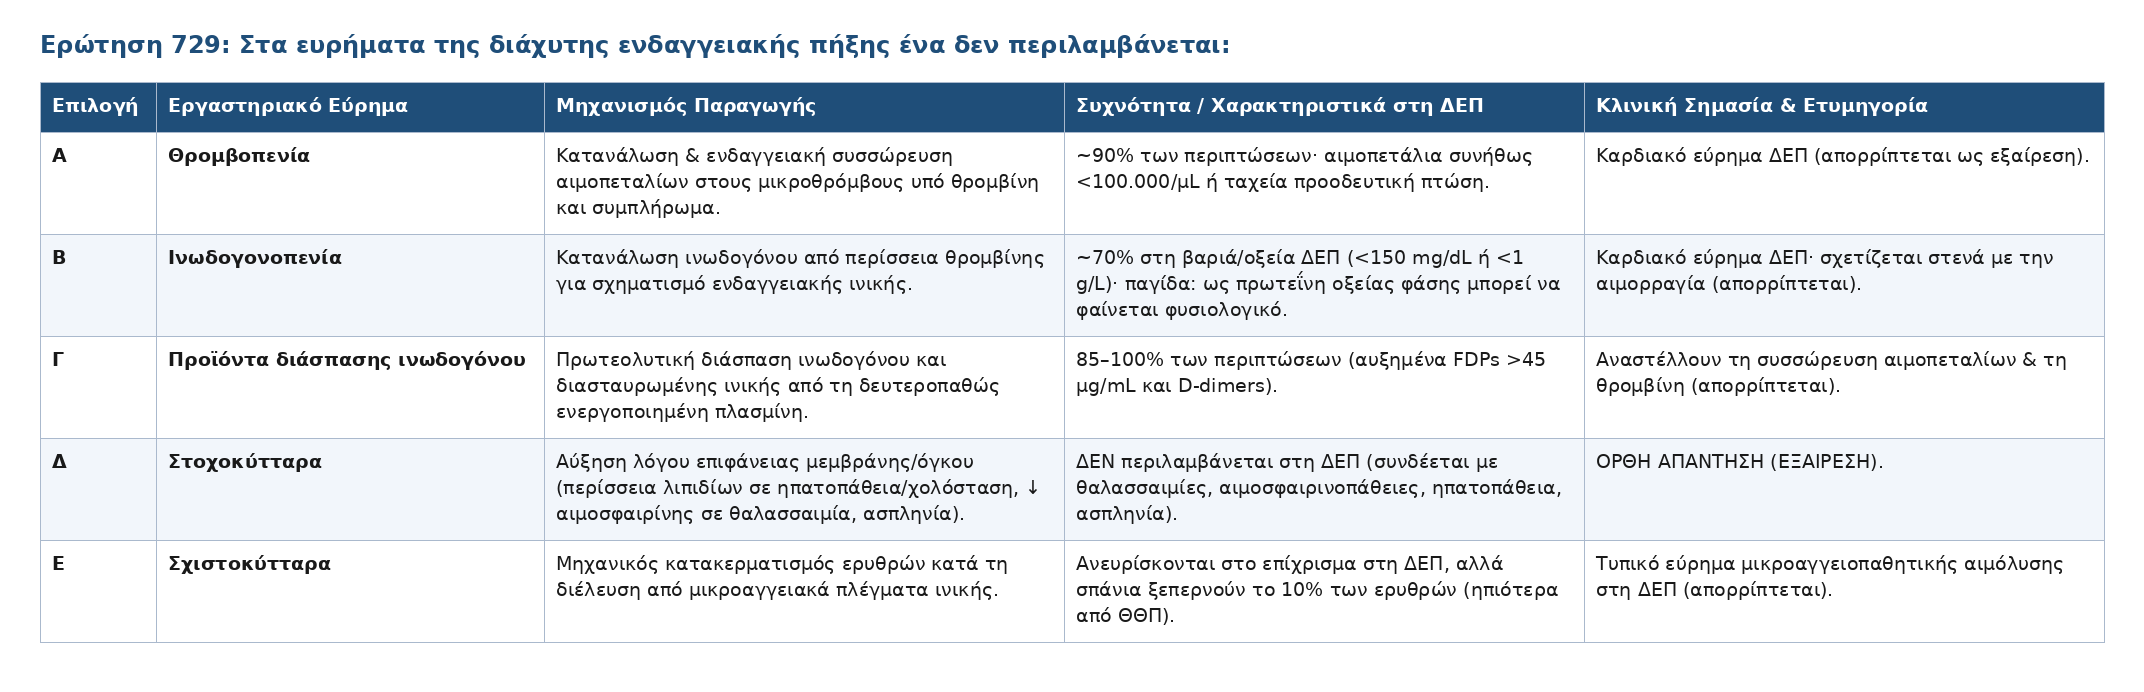 Ερώτηση 729: Στα ευρήματα της διάχυτης ενδαγγειακής πήξης ένα δεν περιλαμβάνεται:
Επιλογή
Εργαστηριακό Εύρημα
Μηχανισμός Παραγωγής
Συχνότητα / Χαρακτηριστικά στη ΔΕΠ
Κλινική Σημασία & Ετυμηγορία
Α
Θρομβοπενία
Κατανάλωση & ενδαγγειακή συσσώρευση
αιμοπεταλίων στους μικροθρόμβους υπό θρομβίνη
και συμπλήρωμα.
~90% των περιπτώσεων· αιμοπετάλια συνήθως
<100.000/μL ή ταχεία προοδευτική πτώση.
Καρδιακό εύρημα ΔΕΠ (απορρίπτεται ως εξαίρεση).
Β
Ινωδογονοπενία
Κατανάλωση ινωδογόνου από περίσσεια θρομβίνης
για σχηματισμό ενδαγγειακής ινικής.
~70% στη βαριά/οξεία ΔΕΠ (<150 mg/dL ή <1
g/L)· παγίδα: ως πρωτεΐνη οξείας φάσης μπορεί να
φαίνεται φυσιολογικό.
Καρδιακό εύρημα ΔΕΠ· σχετίζεται στενά με την
αιμορραγία (απορρίπτεται).
Γ
Προϊόντα διάσπασης ινωδογόνου
Πρωτεολυτική διάσπαση ινωδογόνου και
διασταυρωμένης ινικής από τη δευτεροπαθώς
ενεργοποιημένη πλασμίνη.
85–100% των περιπτώσεων (αυξημένα FDPs >45
μg/mL και D-dimers).
Αναστέλλουν τη συσσώρευση αιμοπεταλίων & τη
θρομβίνη (απορρίπτεται).
Δ
Στοχοκύτταρα
Αύξηση λόγου επιφάνειας μεμβράνης/όγκου
(περίσσεια λιπιδίων σε ηπατοπάθεια/χολόσταση, ↓
αιμοσφαιρίνης σε θαλασσαιμία, ασπληνία).
ΔΕΝ περιλαμβάνεται στη ΔΕΠ (συνδέεται με
θαλασσαιμίες, αιμοσφαιρινοπάθειες, ηπατοπάθεια,
ασπληνία).
ΟΡΘΗ ΑΠΑΝΤΗΣΗ (ΕΞΑΙΡΕΣΗ).
Ε
Σχιστοκύτταρα
Μηχανικός κατακερματισμός ερυθρών κατά τη
διέλευση από μικροαγγειακά πλέγματα ινικής.
Ανευρίσκονται στο επίχρισμα στη ΔΕΠ, αλλά
σπάνια ξεπερνούν το 10% των ερυθρών (ηπιότερα
από ΘΘΠ).
Τυπικό εύρημα μικροαγγειοπαθητικής αιμόλυσης
στη ΔΕΠ (απορρίπτεται).